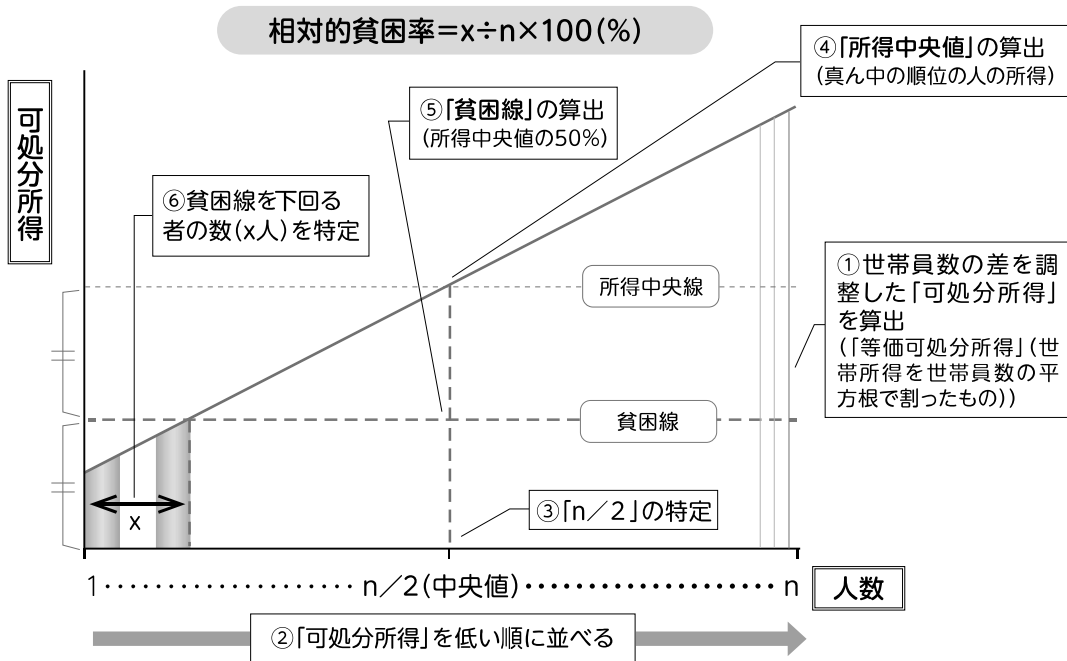 相対的貧困率=x÷n×100(%)
④「所得中央値」の算出
(真ん中の順位の人の所得)
⑤「貧困線」の算出
(所得中央値の50%)
可処分所得
⑥貧困線を下回る
者の数(x人)を特定
所得中央線
①世帯員数の差を調
整した「可処分所得」
を算出
(「等価可処分所得」(世
帯所得を世帯員数の平
方根で割ったもの))
貧困線
x
③「n/2」の特定
1・・・・・・・・・・・・・・・・・・・・n/2(中央値)・・・・・・・・・・・・・・・・・・・・n
人数
②「可処分所得」を低い順に並べる